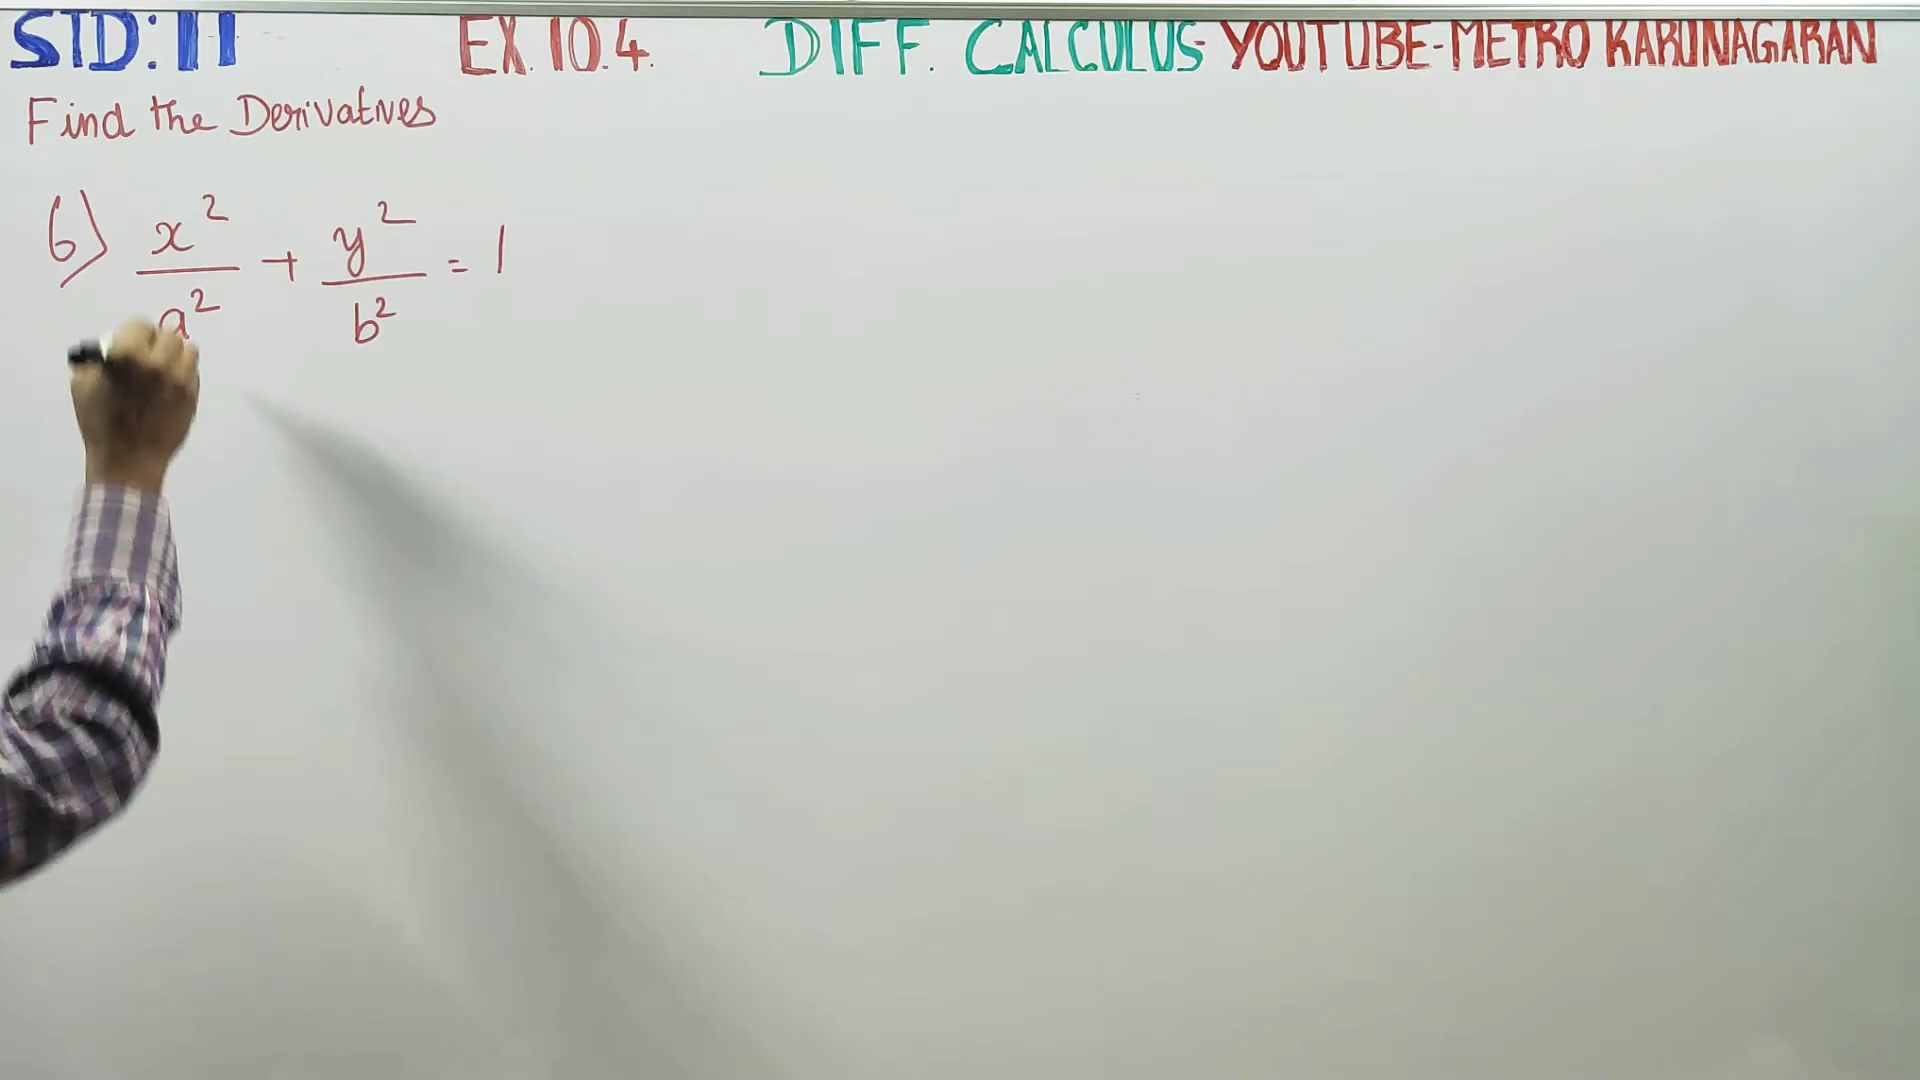 STD:11 EX.10.4. DIFF. CALCULUS- YOUTUBE-METRO KARUNAGARAN
Find the Derivatives
6) x²/a² + y²/b² = 1